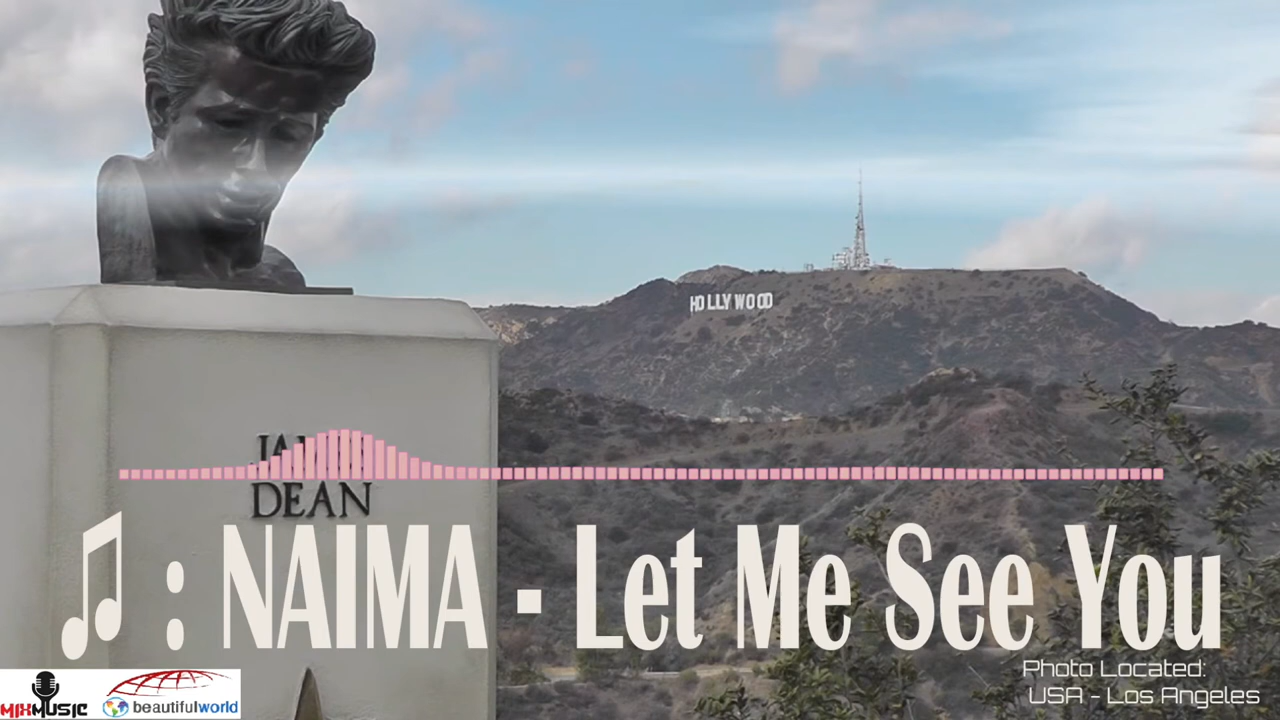 HOLLYWOOD
DEAN
♫ : NAIMA - Let Me See You
Photo Located:
USA - Los Angeles
MIXMUSIC
beautifulworld